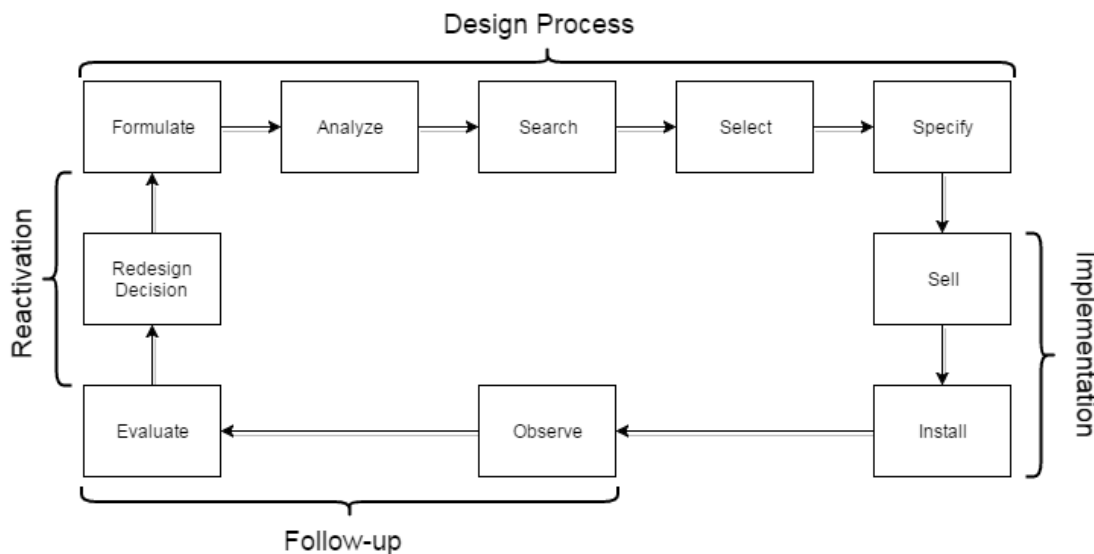 Design Process
Formulate
Analyze
Search
Select
Specify
Reactivation
Redesign
Decision
Sell
Implementation
Evaluate
Observe
Install
Follow-up